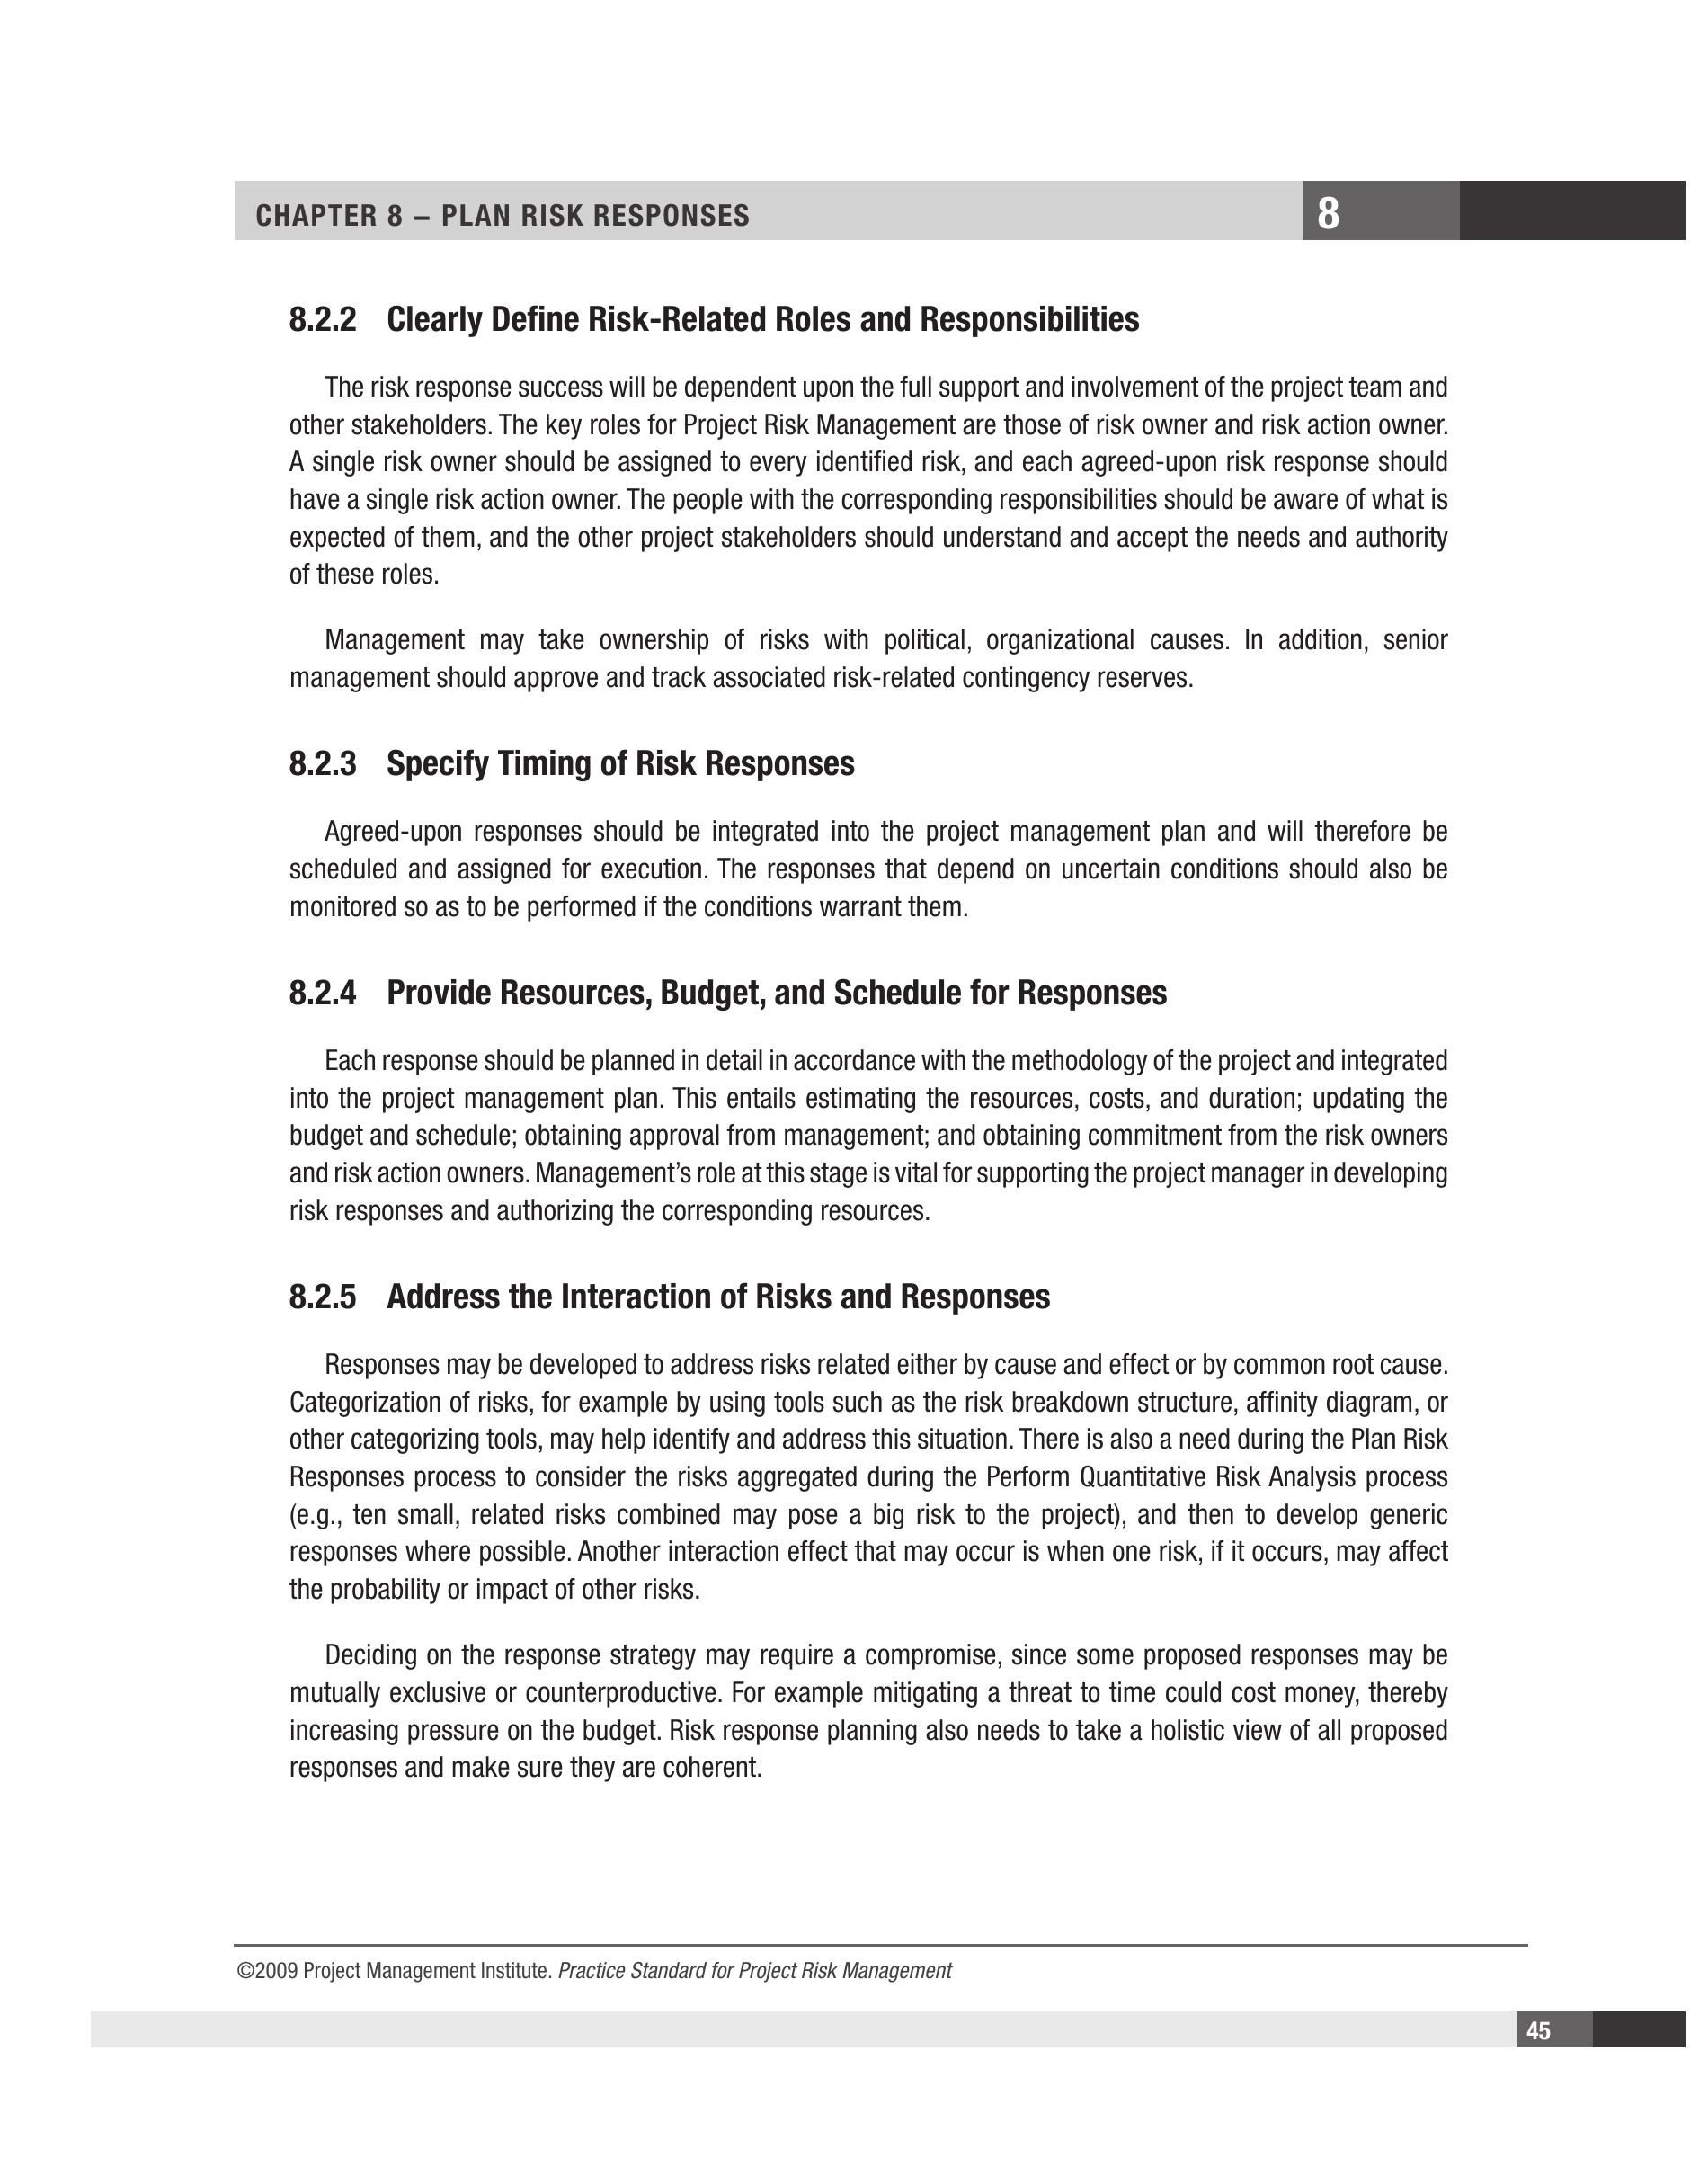 CHAPTER 8 – PLAN RISK RESPONSES
8
8.2.2 Clearly Define Risk-Related Roles and Responsibilities
The risk response success will be dependent upon the full support and involvement of the project team and
other stakeholders. The key roles for Project Risk Management are those of risk owner and risk action owner.
A single risk owner should be assigned to every identified risk, and each agreed-upon risk response should
have a single risk action owner. The people with the corresponding responsibilities should be aware of what is
expected of them, and the other project stakeholders should understand and accept the needs and authority
of these roles.
Management may take ownership of risks with political, organizational causes. In addition, senior
management should approve and track associated risk-related contingency reserves.
8.2.3 Specify Timing of Risk Responses
Agreed-upon responses should be integrated into the project management plan and will therefore be
scheduled and assigned for execution. The responses that depend on uncertain conditions should also be
monitored so as to be performed if the conditions warrant them.
8.2.4 Provide Resources, Budget, and Schedule for Responses
Each response should be planned in detail in accordance with the methodology of the project and integrated
into the project management plan. This entails estimating the resources, costs, and duration; updating the
budget and schedule; obtaining approval from management; and obtaining commitment from the risk owners
and risk action owners. Management’s role at this stage is vital for supporting the project manager in developing
risk responses and authorizing the corresponding resources.
8.2.5 Address the Interaction of Risks and Responses
Responses may be developed to address risks related either by cause and effect or by common root cause.
Categorization of risks, for example by using tools such as the risk breakdown structure, affinity diagram, or
other categorizing tools, may help identify and address this situation. There is also a need during the Plan Risk
Responses process to consider the risks aggregated during the Perform Quantitative Risk Analysis process
(e.g., ten small, related risks combined may pose a big risk to the project), and then to develop generic
responses where possible. Another interaction effect that may occur is when one risk, if it occurs, may affect
the probability or impact of other risks.
Deciding on the response strategy may require a compromise, since some proposed responses may be
mutually exclusive or counterproductive. For example mitigating a threat to time could cost money, thereby
increasing pressure on the budget. Risk response planning also needs to take a holistic view of all proposed
responses and make sure they are coherent.
©2009 Project Management Institute. Practice Standard for Project Risk Management
45